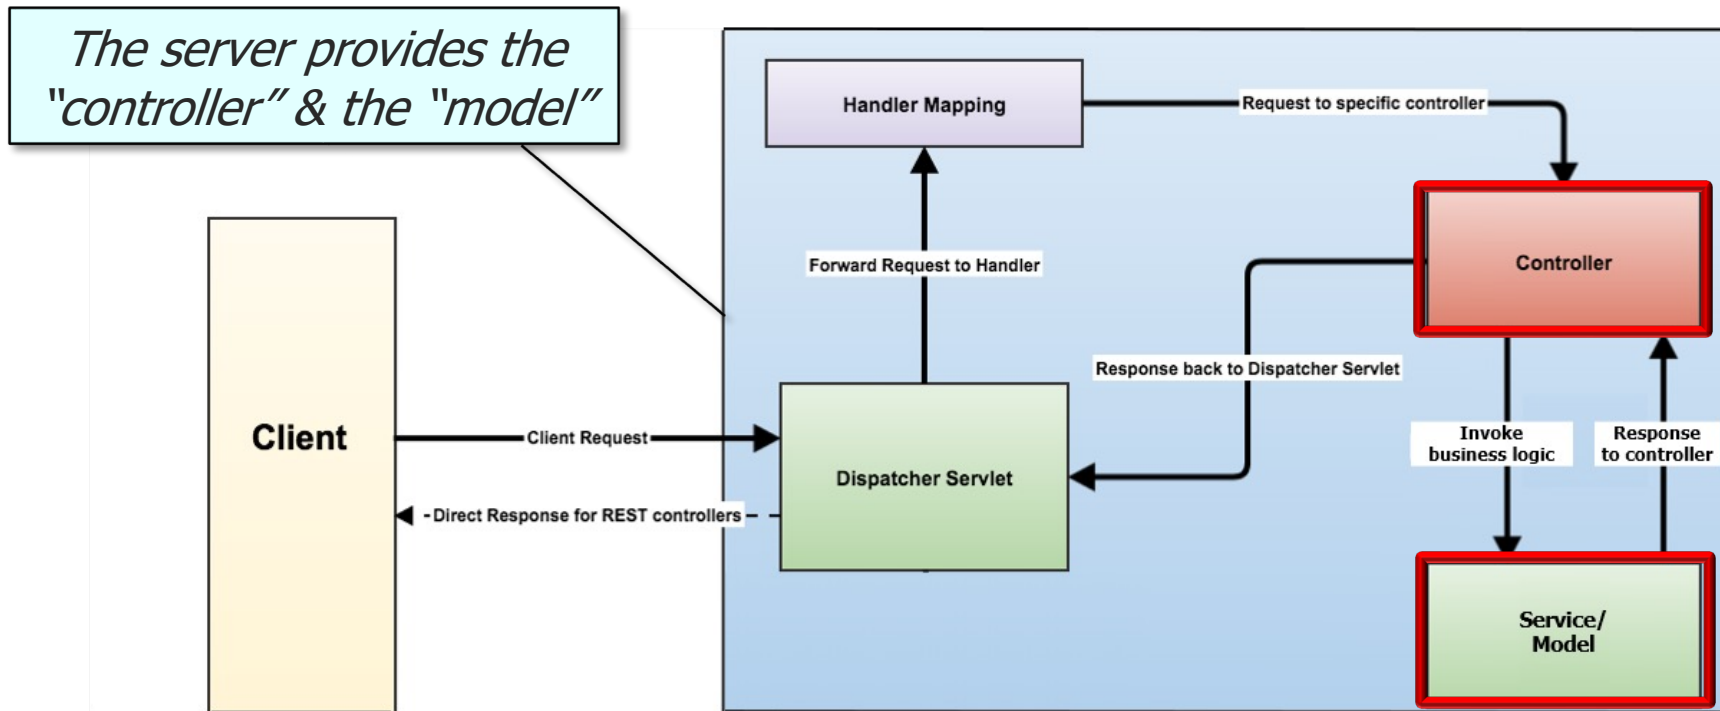 The server provides the
“controller” & the “model”
Handler Mapping
Request to specific controller
Controller
Forward Request to Handler
Response back to Dispatcher Servlet
Client
Client Request
Dispatcher Servlet
Direct Response for REST controllers
Invoke
business logic
Response
to controller
Service/
Model